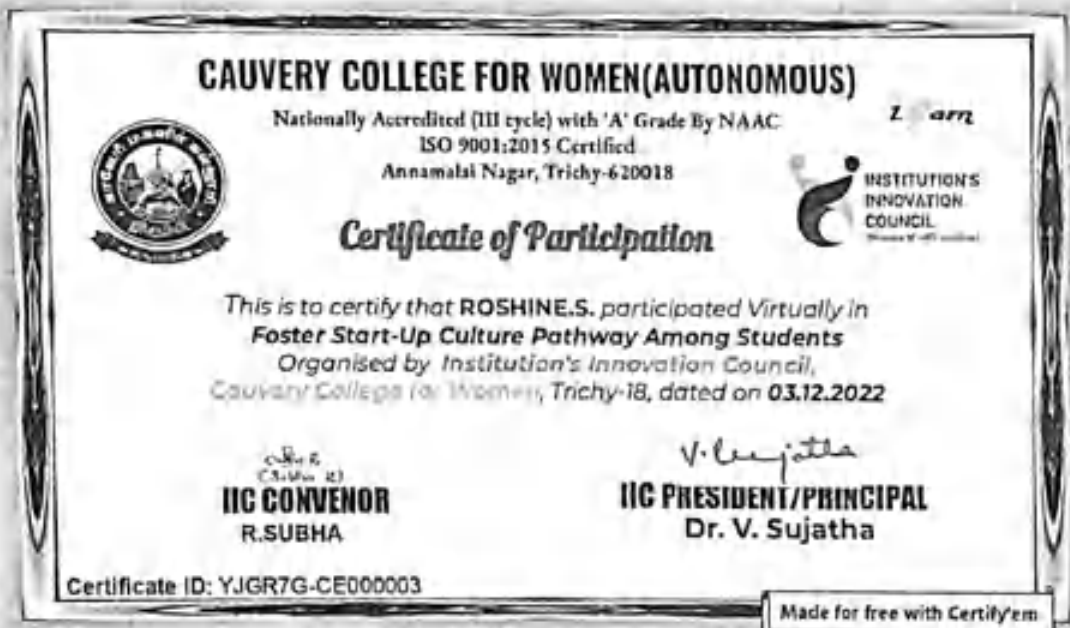 CAUVERY COLLEGE FOR WOMEN(AUTONOMOUS)
Nationally Accredited (III cycle) with 'A' Grade By NAAC
ISO 9001:2015 Certified
Annamalai Nagar, Trichy-620018
INSTITUTION'S
INNOVATION
COUNCIL
Certificate of Participation
This is to certify that ROSHINE.S. participated Virtually in
Foster Start-Up Culture Pathway Among Students
Organised by Institution's Innovation Council,
Cauvery College for Women, Trichy-18, dated on 03.12.2022
V. Sujatha
IIC CONVENOR
R.SUBHA
IIC PRESIDENT/PRINCIPAL
Dr. V. Sujatha
Certificate ID: YJGR7G-CE000003
Made for free with Certify'em